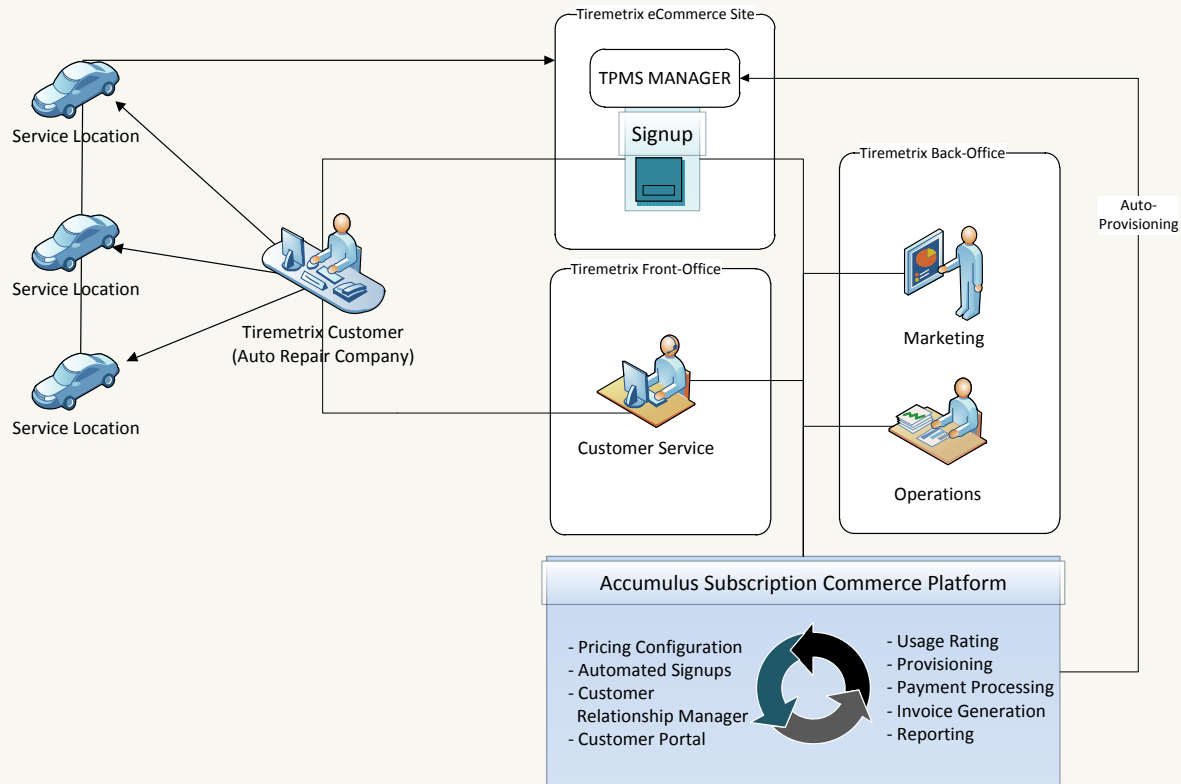 Tiremetrix eCommerce Site
TPMS MANAGER
Signup
Service Location
Service Location
Service Location
Tiremetrix Customer
(Auto Repair Company)
Tiremetrix Front-Office
Customer Service
Tiremetrix Back-Office
Marketing
Operations
Auto-
Provisioning
Accumulus Subscription Commerce Platform
- Pricing Configuration
- Automated Signups
- Customer
Relationship Manager
- Customer Portal
- Usage Rating
- Provisioning
- Payment Processing
- Invoice Generation
- Reporting